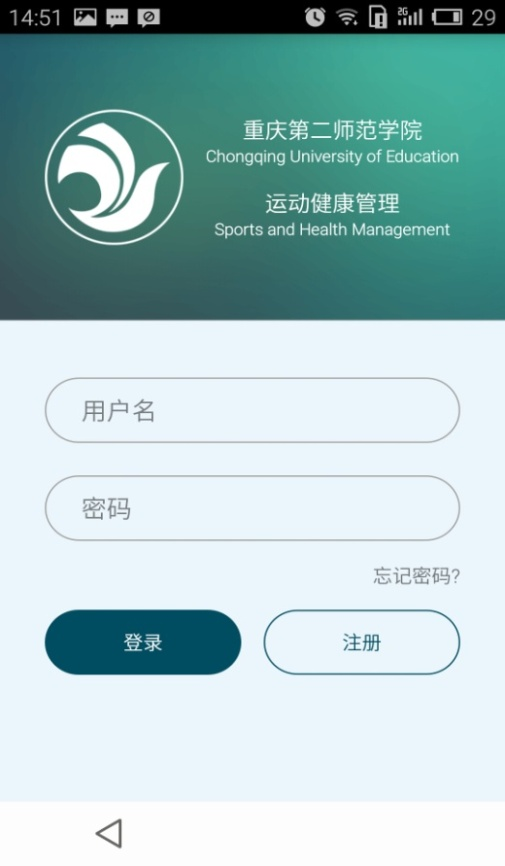 14:51 2G 29
重庆第二师范学院
Chongqing University of Education
运动健康管理
Sports and Health Management
用户名
密码
忘记密码?
登录 注册